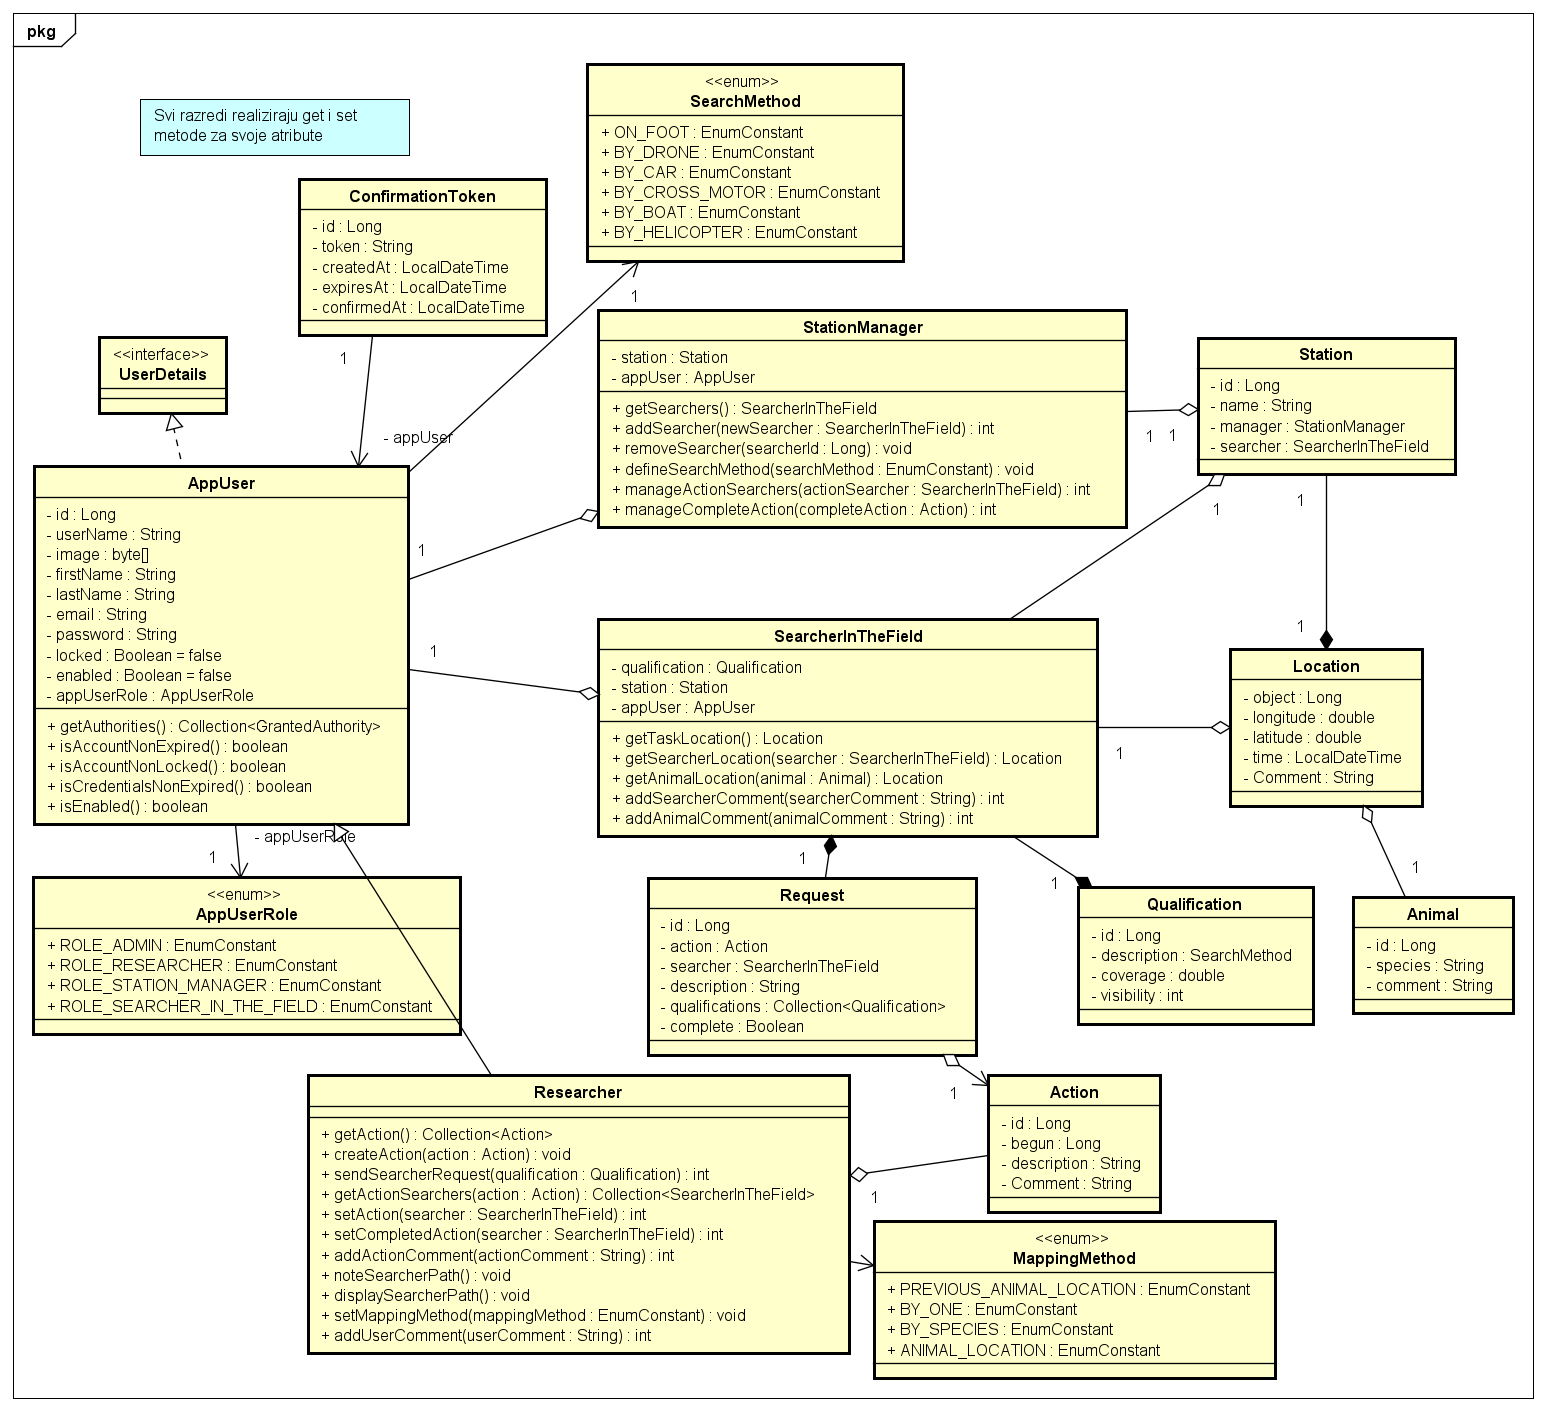 pkg
Svi razredi realiziraju get i set
metode za svoje atribute
<<enum>>
SearchMethod
+ ON_FOOT : EnumConstant
+ BY_DRONE : EnumConstant
+ BY_CAR : EnumConstant
+ BY_CROSS_MOTOR : EnumConstant
+ BY_BOAT : EnumConstant
+ BY_HELICOPTER : EnumConstant
1
ConfirmationToken
- id : Long
- token : String
- createdAt : LocalDateTime
- expiresAt : LocalDateTime
- confirmedAt : LocalDateTime
1
- appUser
<<interface>>
UserDetails
StationManager
- station : Station
- appUser : AppUser
+ getSearchers() : SearcherInTheField
+ addSearcher(newSearcher : SearcherInTheField) : int
+ removeSearcher(searcherId : Long) : void
+ defineSearchMethod(searchMethod : EnumConstant) : void
+ manageActionSearchers(actionSearcher : SearcherInTheField) : int
+ manageCompleteAction(completeAction : Action) : int
1
1
Station
- id : Long
- name : String
- manager : StationManager
- searcher : SearcherInTheField
1
1
1
AppUser
- id : Long
- userName : String
- image : byte[]
- firstName : String
- lastName : String
- email : String
- password : String
- locked : Boolean = false
- enabled : Boolean = false
- appUserRole : AppUserRole
+ getAuthorities() : Collection<GrantedAuthority>
+ isAccountNonExpired() : boolean
+ isAccountNonLocked() : boolean
+ isCredentialsNonExpired() : boolean
+ isEnabled() : boolean
1
1
SearcherInTheField
- qualification : Qualification
- station : Station
- appUser : AppUser
+ getTaskLocation() : Location
+ getSearcherLocation(searcher : SearcherInTheField) : Location
+ getAnimalLocation(animal : Animal) : Location
+ addSearcherComment(searcherComment : String) : int
+ addAnimalComment(animalComment : String) : int
1
Location
- object : Long
- longitude : double
- latitude : double
- time : LocalDateTime
- Comment : String
- appUserRole
1
<<enum>>
AppUserRole
+ ROLE_ADMIN : EnumConstant
+ ROLE_RESEARCHER : EnumConstant
+ ROLE_STATION_MANAGER : EnumConstant
+ ROLE_SEARCHER_IN_THE_FIELD : EnumConstant
1
Request
- id : Long
- action : Action
- searcher : SearcherInTheField
- description : String
- qualifications : Collection<Qualification>
- complete : Boolean
1
Qualification
- id : Long
- description : SearchMethod
- coverage : double
- visibility : int
1
Animal
- id : Long
- species : String
- comment : String
1
Action
- id : Long
- begun : Long
- description : String
- Comment : String
Researcher
+ getAction() : Collection<Action>
+ createAction(action : Action) : void
+ sendSearcherRequest(qualification : Qualification) : int
+ getActionSearchers(action : Action) : Collection<SearcherInTheField>
+ setAction(searcher : SearcherInTheField) : int
+ setCompletedAction(searcher : SearcherInTheField) : int
+ addActionComment(actionComment : String) : int
+ noteSearcherPath() : void
+ displaySearcherPath() : void
+ setMappingMethod(mappingMethod : EnumConstant) : void
+ addUserComment(userComment : String) : int
1
<<enum>>
MappingMethod
+ PREVIOUS_ANIMAL_LOCATION : EnumConstant
+ BY_ONE : EnumConstant
+ BY_SPECIES : EnumConstant
+ ANIMAL_LOCATION : EnumConstant